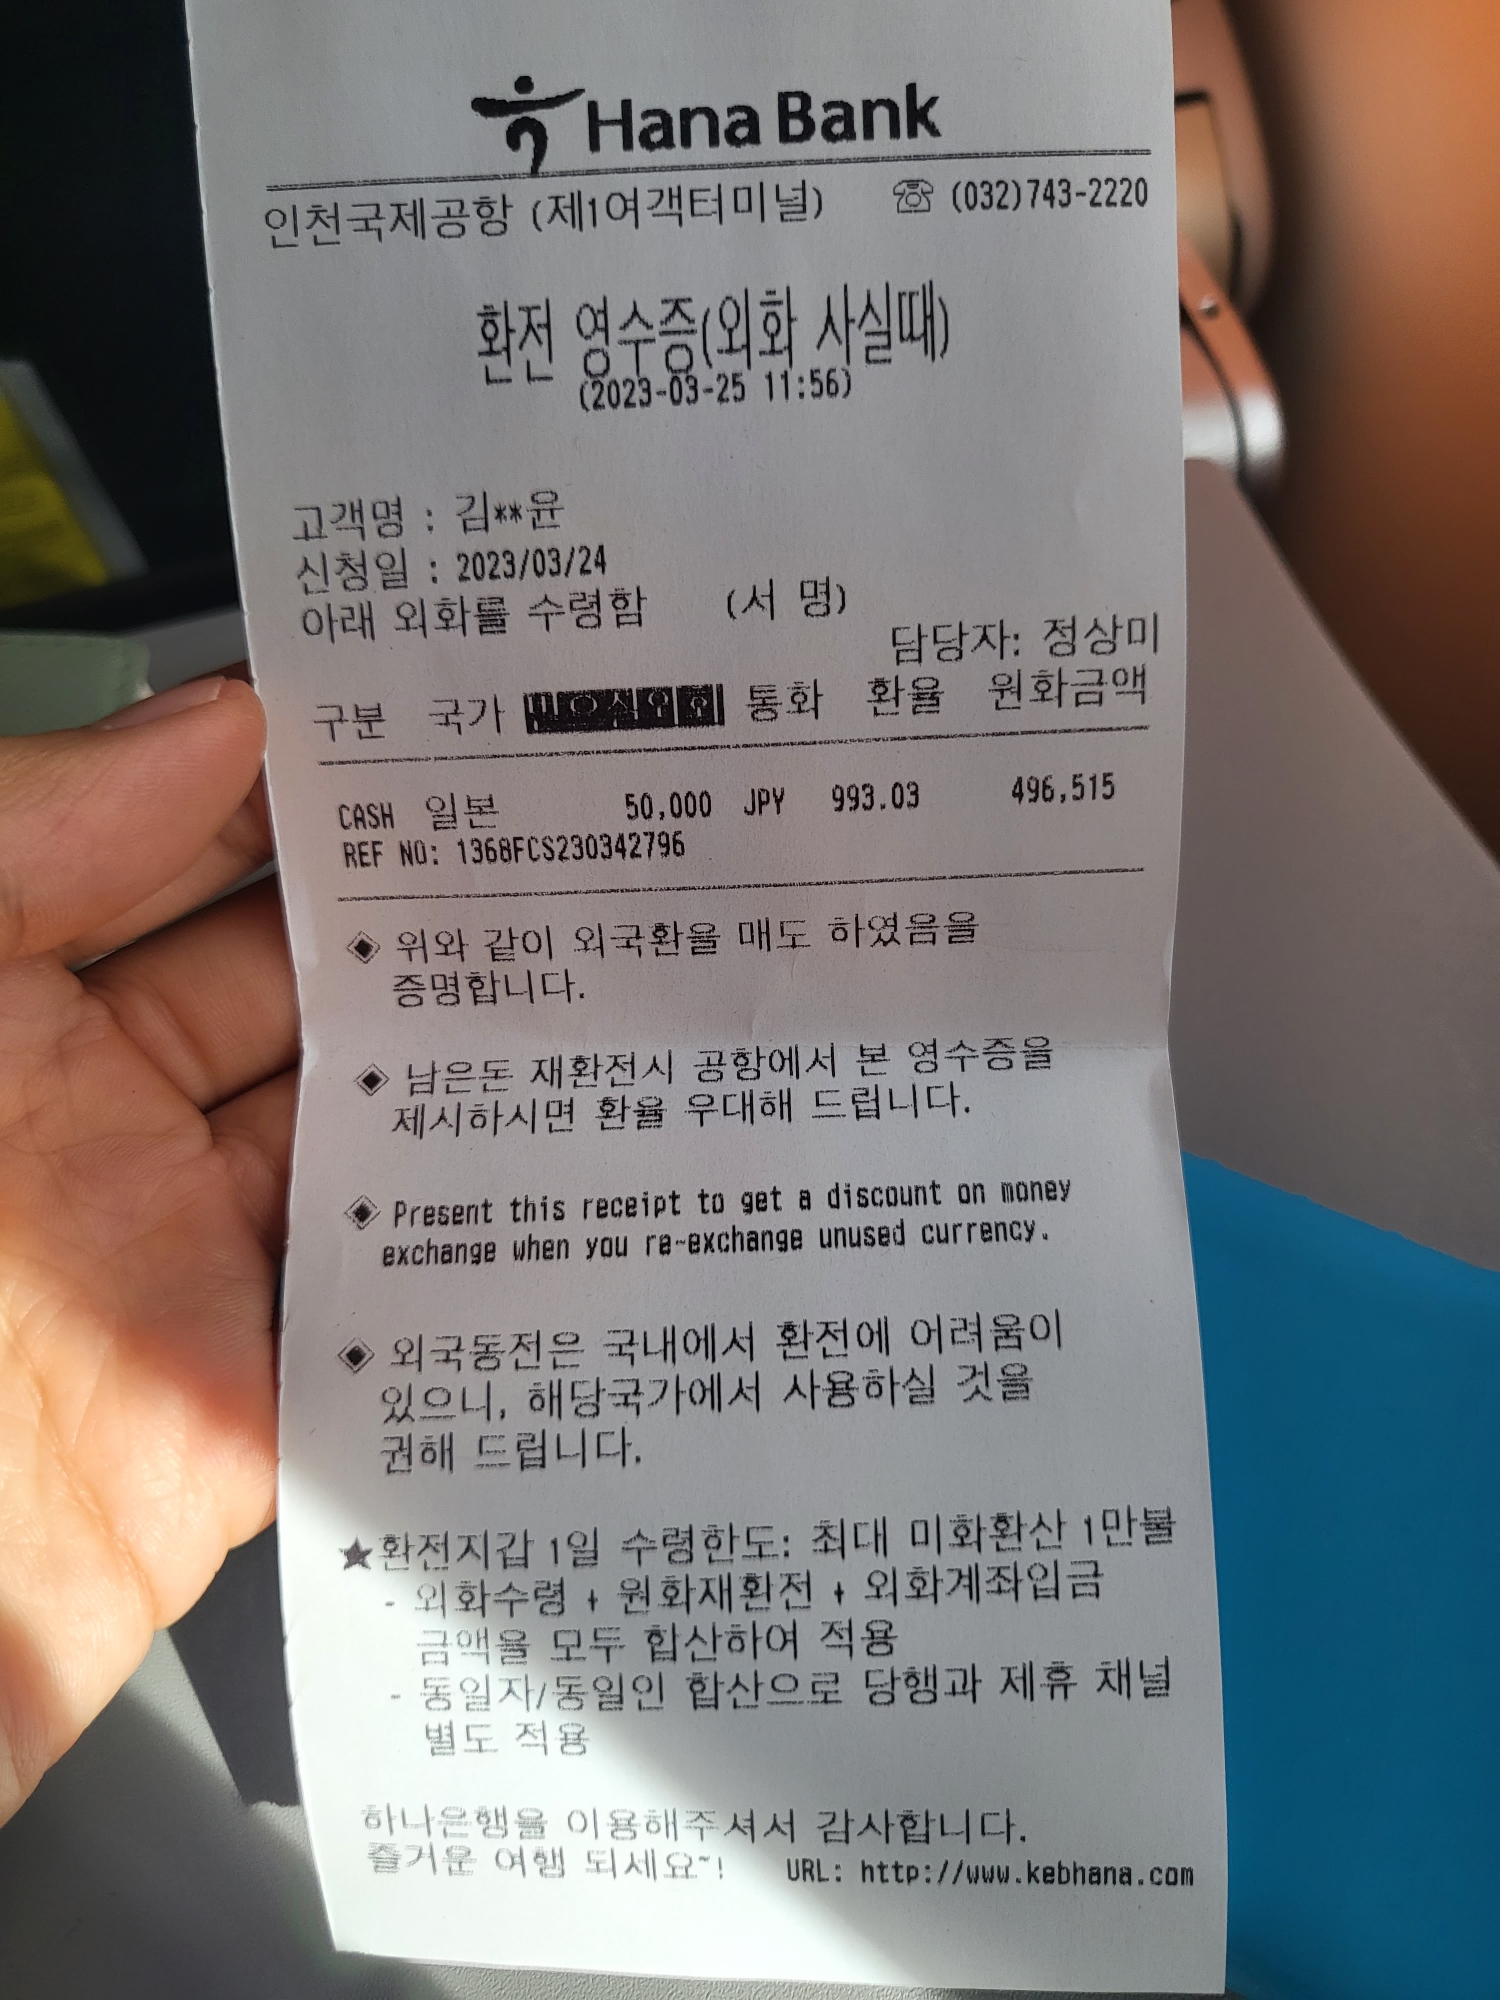 Hana Bank
인천국제공항 (제1여객터미널) ☏ (032)743-2220
환전 영수증(외화 사실때)
(2023-03-25 11:56)
고객명 : 김**윤
신청일 : 2023/03/24
아래 외화를 수령함 (서 명)
담당자: 정상미
구분 국가 받으실외화 통화 환율 원화금액
CASH 일본 50,000 JPY 993.03 496,515
REF NO: 1368FCS230342796
◈ 위와 같이 외국환을 매도 하였음을
증명합니다.
◈ 남은돈 재환전시 공항에서 본 영수증을
제시하시면 환율 우대해 드립니다.
◈ Present this receipt to get a discount on money
exchange when you re-exchange unused currency.
◈ 외국동전은 국내에서 환전에 어려움이
있으니, 해당국가에서 사용하실 것을
권해 드립니다.
★환전지갑 1일 수령한도: 최대 미화환산 1만불
- 외화수령 + 원화재환전 + 외화계좌입금
금액을 모두 합산하여 적용
- 동일자/동일인 합산으로 당행과 제휴 채널
별도 적용
하나은행을 이용해주셔서 감사합니다.
즐거운 여행 되세요~! URL: http://www.kebhana.com